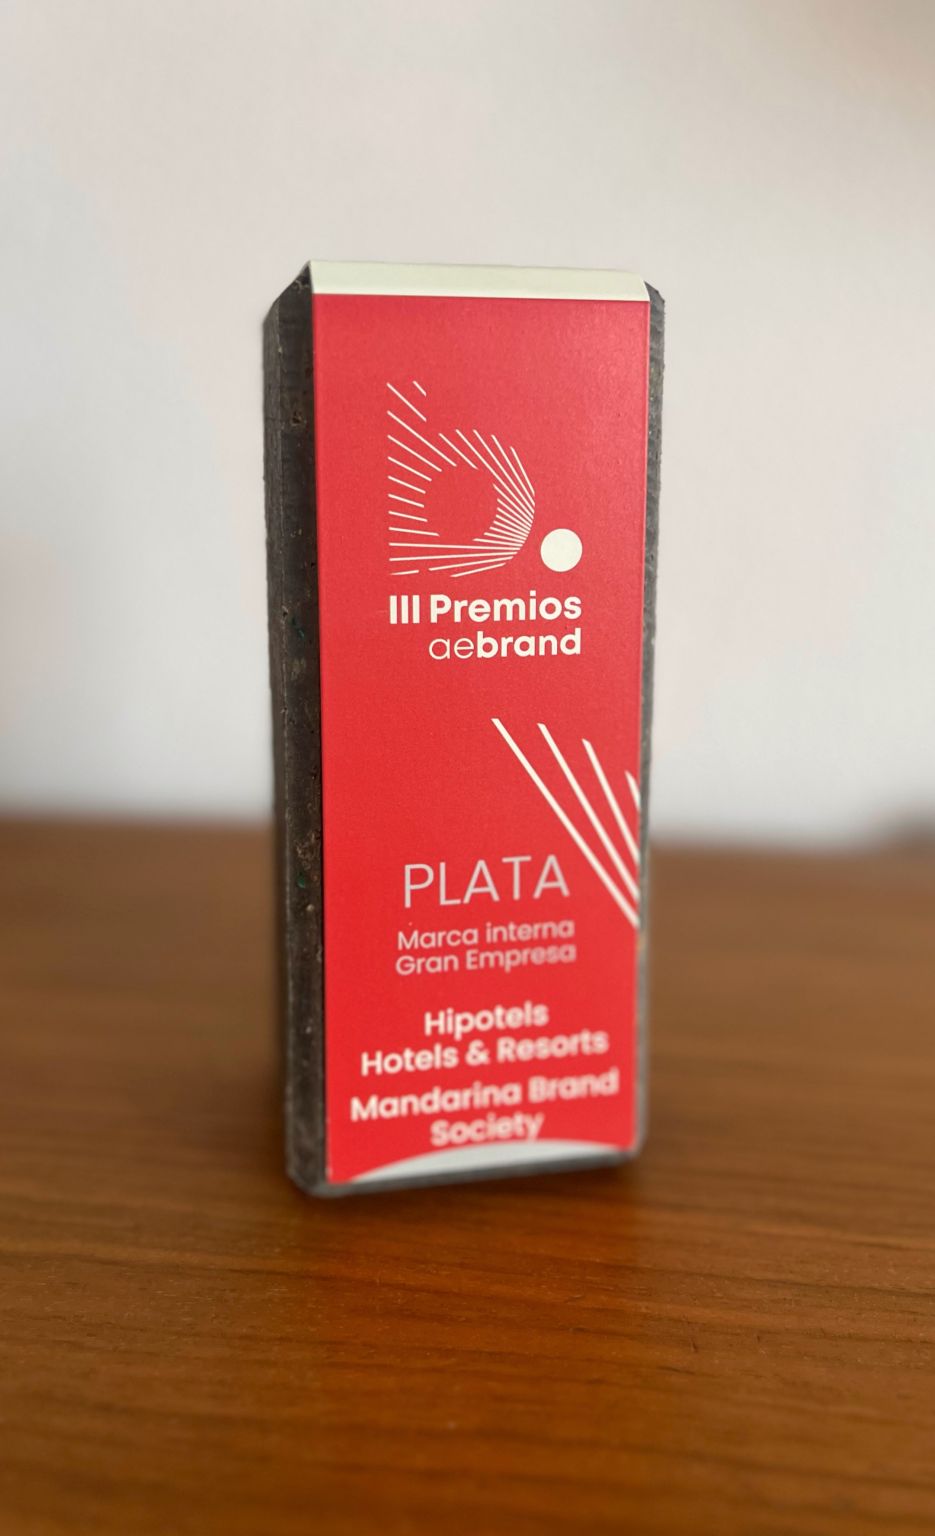 b.
III Premios
aebrand
PLATA
Marca interna
Gran Empresa
Hipotels
Hotels & Resorts
Mandarina Brand
Society